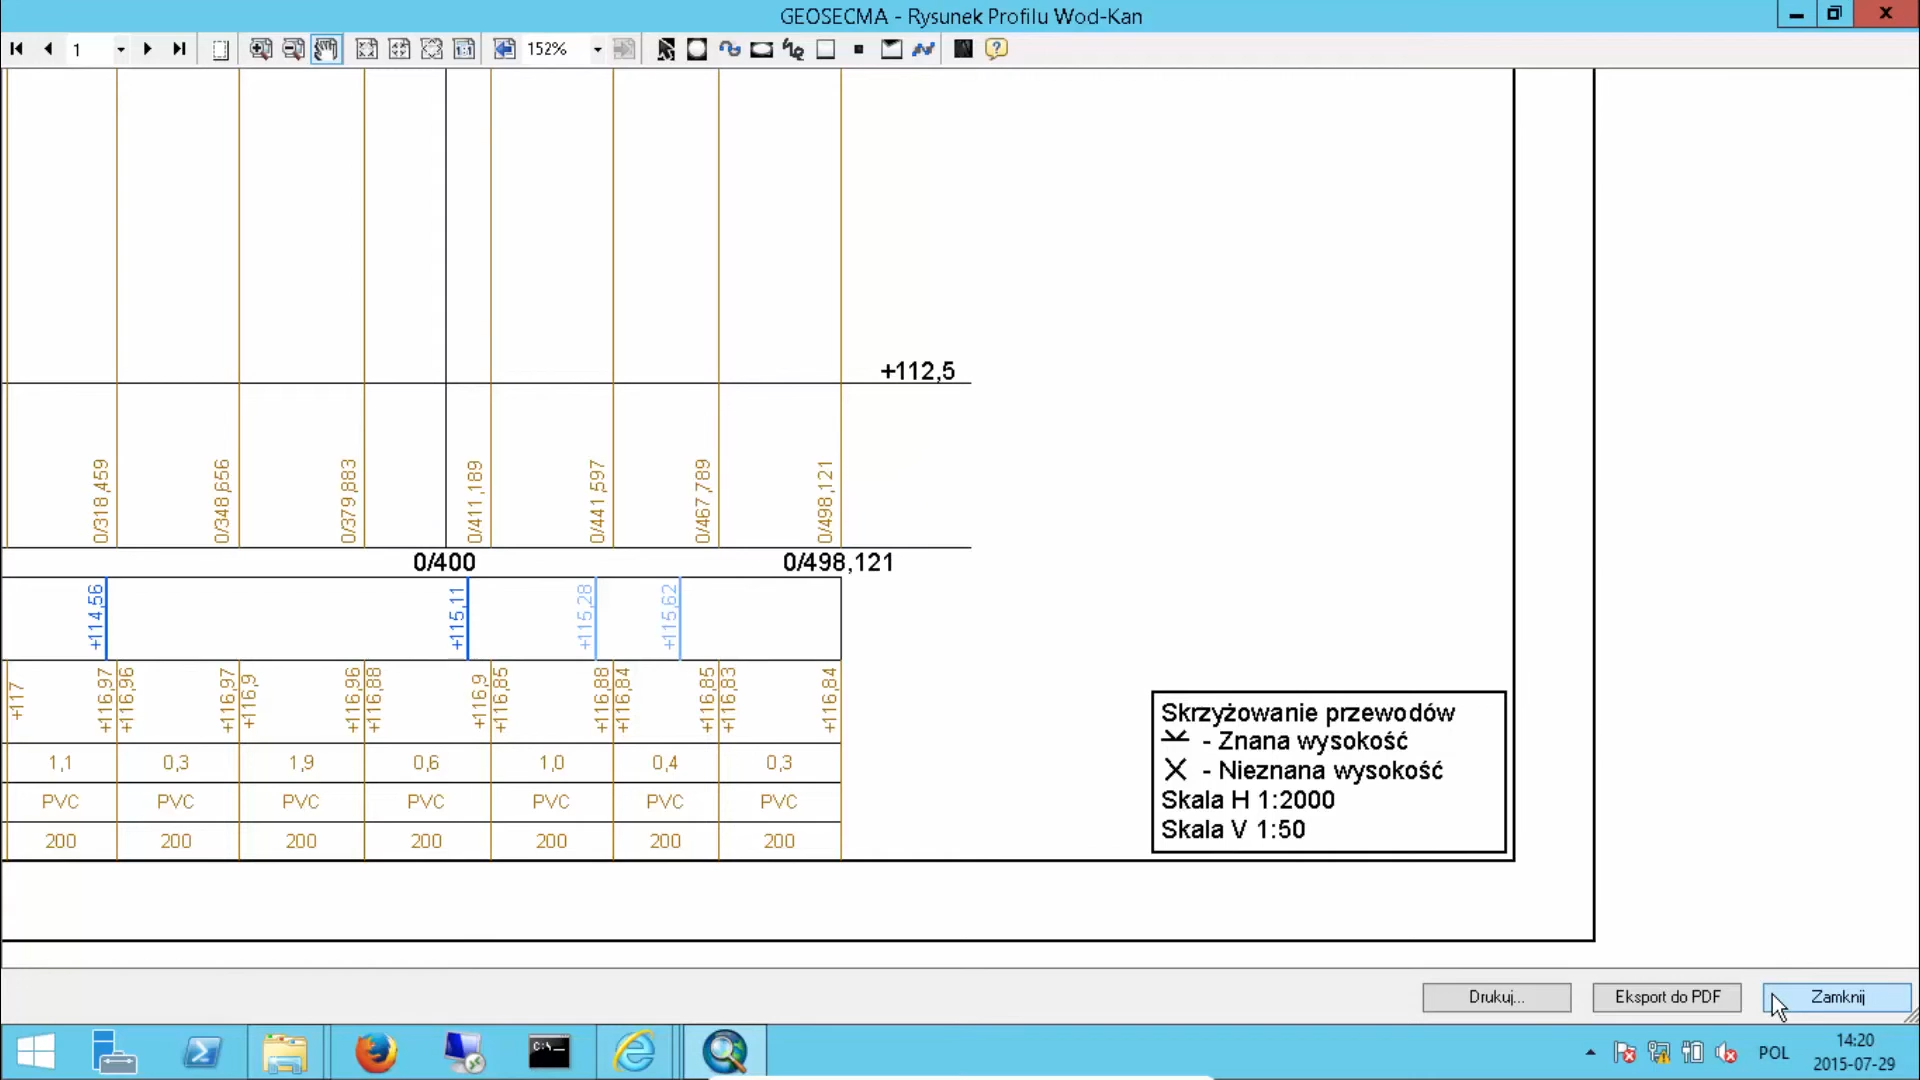 GEOSECMA - Rysunek Profilu Wod-Kan
1
152%
+112,5
0/318,459
0/348,656
0/379,883
0/411,189
0/441,597
0/467,789
0/498,121
0/400
0/498,121
+114,56
+115,11
+115,28
+115,62
+117
+116,97
+116,96
+116,97
+116,9
+116,96
+116,88
+116,9
+116,85
+116,88
+116,84
+116,85
+116,83
+116,84
1,1 0,3 1,9 0,6 1,0 0,4 0,3
PVC PVC PVC PVC PVC PVC PVC
200 200 200 200 200 200 200
Skrzyżowanie przewodów
- Znana wysokość
- Nieznana wysokość
Skala H 1:2000
Skala V 1:50
Drukuj...
Eksport do PDF
Zamknij
C:\
POL
14:20
2015-07-29